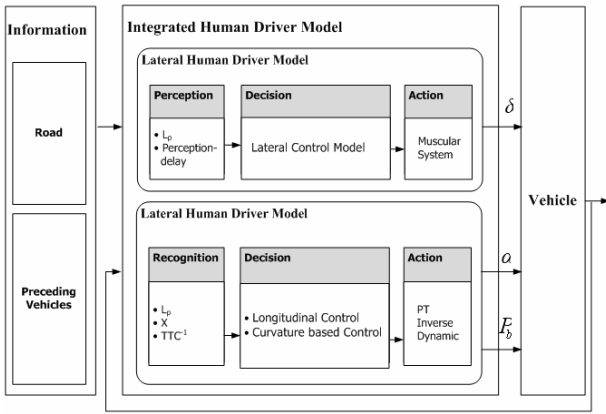 Information
Road
Preceding
Vehicles
Integrated Human Driver Model
Lateral Human Driver Model
Perception
• Lp
• Perception-
delay
Decision
Lateral Control Model
Action
Muscular
System
Lateral Human Driver Model
Recognition
• Lp
• X
• TTC-1
Decision
• Longitudinal Control
• Curvature based Control
Action
PT
Inverse
Dynamic
δ
α
Pb
Vehicle